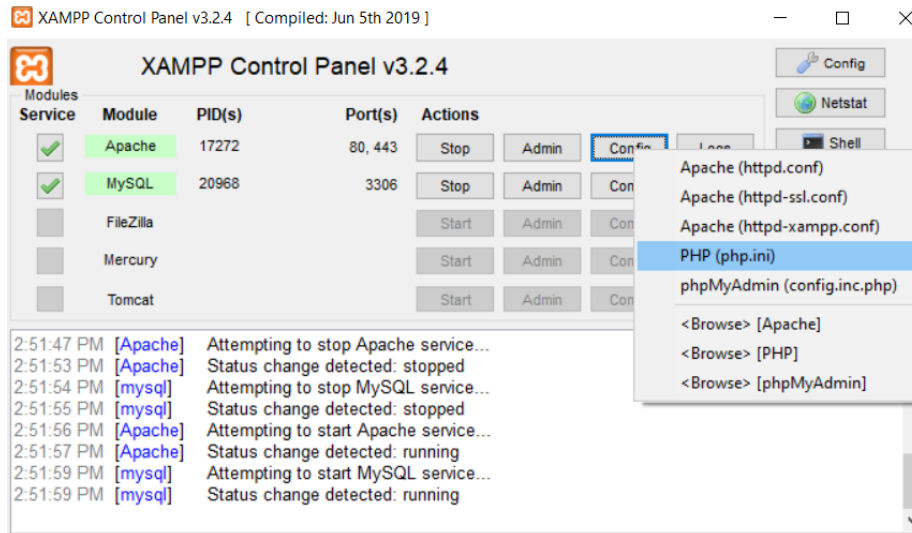 XAMPP Control Panel v3.2.4 [ Compiled: Jun 5th 2019 ]
XAMPP Control Panel v3.2.4
Config
Netstat
Shell
Modules
Service Module PID(s) Port(s) Actions
Apache 17272 80, 443 Stop Admin Config Logs
MySQL 20968 3306 Stop Admin Con
FileZilla Start Admin Con
Mercury Start Admin Con
Tomcat Start Admin Con
Apache (httpd.conf)
Apache (httpd-ssl.conf)
Apache (httpd-xampp.conf)
PHP (php.ini)
phpMyAdmin (config.inc.php)
<Browse> [Apache]
<Browse> [PHP]
<Browse> [phpMyAdmin]
2:51:47 PM [Apache] Attempting to stop Apache service...
2:51:53 PM [Apache] Status change detected: stopped
2:51:54 PM [mysql] Attempting to stop MySQL service...
2:51:55 PM [mysql] Status change detected: stopped
2:51:56 PM [Apache] Attempting to start Apache service...
2:51:57 PM [Apache] Status change detected: running
2:51:59 PM [mysql] Attempting to start MySQL service...
2:51:59 PM [mysql] Status change detected: running